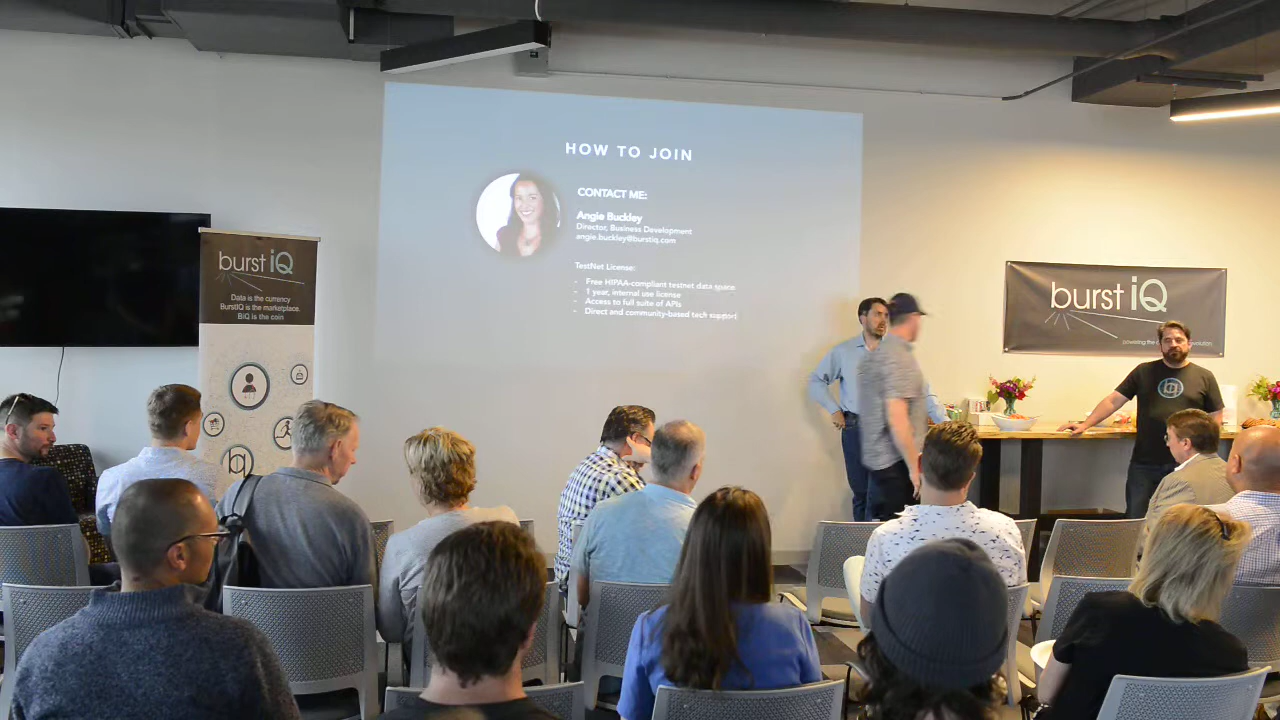 HOW TO JOIN
CONTACT ME:
Angie Buckley
Director, Business Development
angie.buckley@burstiq.com
TestNet License:
- Free HIPAA-compliant testnet data space
- 1 year, internal use license
- Access to full suite of APIs
- Direct and community-based tech support
burst iQ
Data is the currency
BurstIQ is the marketplace.
BiQ is the coin
burst iQ
powering the